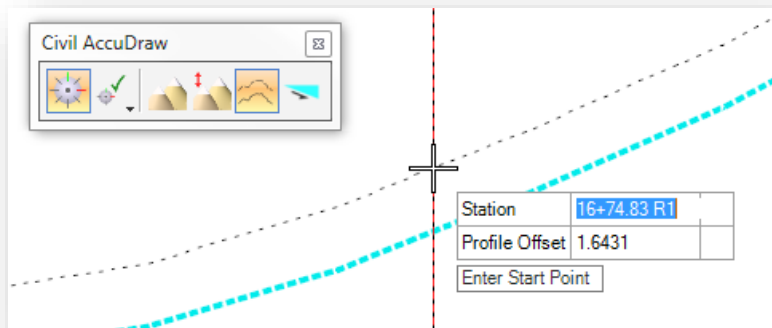 Civil AccuDraw
Station 16+74.83 R1
Profile Offset 1.6431
Enter Start Point